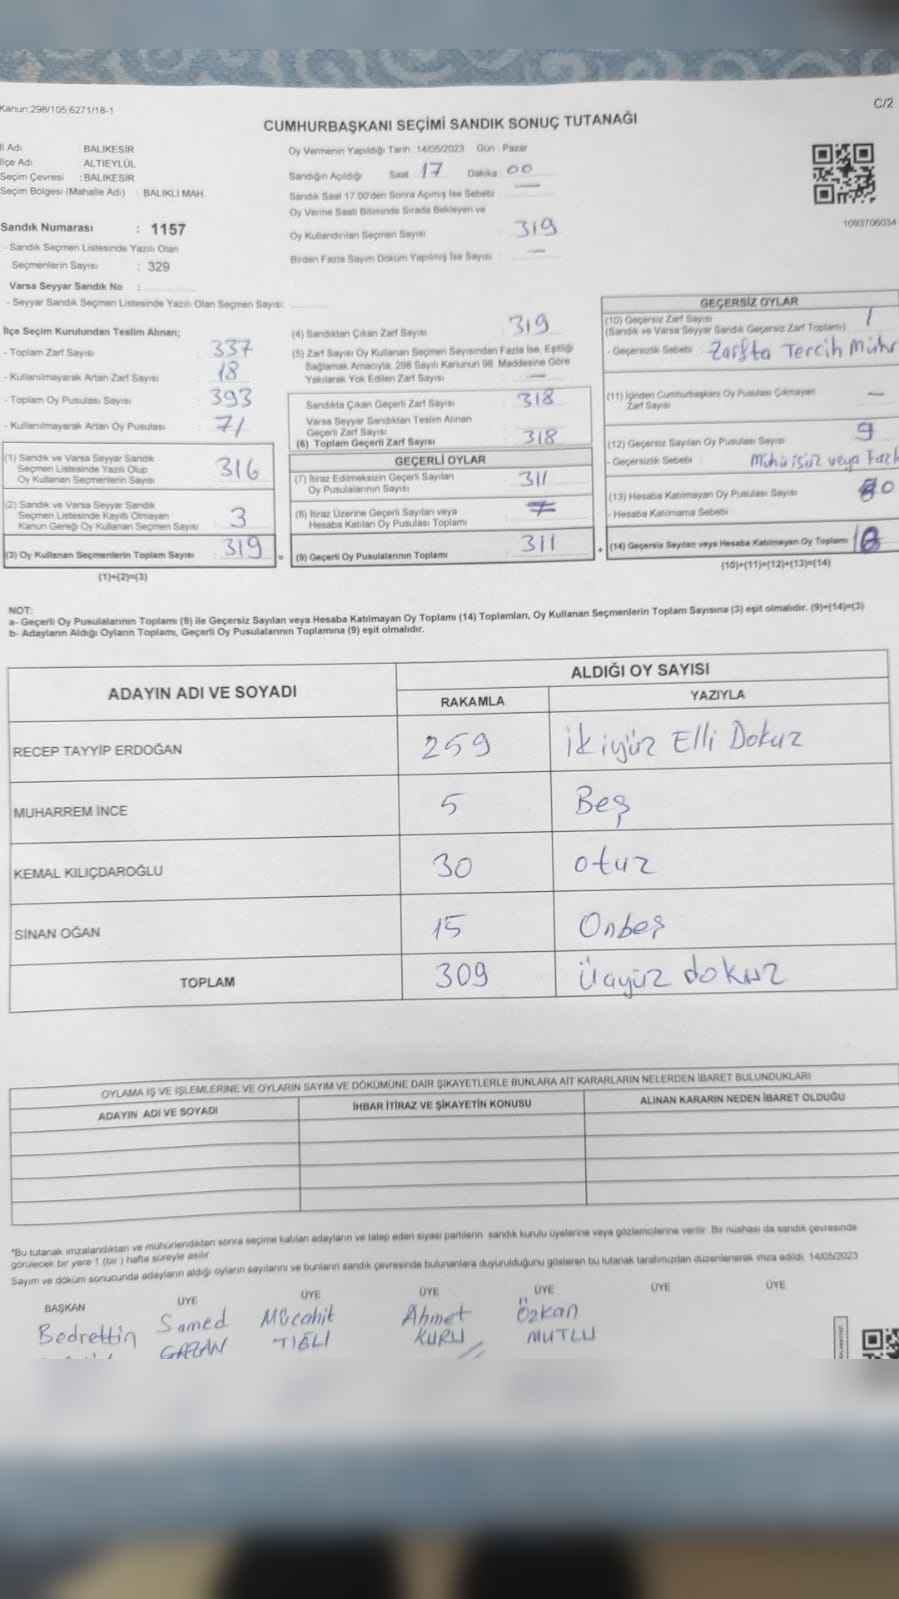 Kanun:298/105:6271/18-1
C/2
CUMHURBAŞKANI SEÇİMİ SANDIK SONUÇ TUTANAĞI
İl Adı BALIKESİR
İlçe Adı ALTIEYLÜL
Seçim Çevresi : BALIKESİR
Seçim Bölgesi (Mahalle Adı) : BALIKLI MAH.
Sandık Numarası : 1157
- Sandık Seçmen Listesinde Yazılı Olan
Seçmenlerin Sayısı : 329
Varsa Seyyar Sandık No :
- Seyyar Sandık Seçmen Listesinde Yazılı Olan Seçmen Sayısı:
Oy Vermenin Yapıldığı Tarih :14/05/2023 Gün : Pazar
Sandığın Açıldığı Saat 17 Dakika 00
Sandık Saat 17.00'den Sonra Açılmış İse Sebebi : —
Oy Verme Saati Bitiminde Sırada Bekleyen ve
Oy Kullandırılan Seçmen Sayısı : 319
Birden Fazla Sayım Döküm Yapılmış İse Sayısı : —
1093706034
İlçe Seçim Kurulundan Teslim Alınan;
- Toplam Zarf Sayısı : 337
- Kullanılmayarak Artan Zarf Sayısı : 18
- Toplam Oy Pusulası Sayısı : 393
- Kullanılmayarak Artan Oy Pusulası : 71
(1) Sandık ve Varsa Seyyar Sandık
Seçmen Listesinde Yazılı Olup
Oy Kullanan Seçmenlerin Sayısı 316
(2) Sandık ve Varsa Seyyar Sandık
Seçmen Listesinde Kayıtlı Olmayan
Kanun Gereği Oy Kullanan Seçmen Sayısı 3
(3) Oy Kullanan Seçmenlerin Toplam Sayısı 319 =
(1)+(2)=(3)
(4) Sandıktan Çıkan Zarf Sayısı : 319
(5) Zarf Sayısı Oy Kullanan Seçmen Sayısından Fazla İse, Eşitliği
Sağlamak Amacıyla, 298 Sayılı Kanunun 98. Maddesine Göre
Yakılarak Yok Edilen Zarf Sayısı : —
Sandıkta Çıkan Geçerli Zarf Sayısı : 318
Varsa Seyyar Sandıktan Teslim Alınan
Geçerli Zarf Sayısı
(6) Toplam Geçerli Zarf Sayısı : 318
GEÇERLİ OYLAR
(7) İtiraz Edilmeksizin Geçerli Sayılan
Oy Pusulalarının Sayısı : 311
(8) İtiraz Üzerine Geçerli Sayılan veya
Hesaba Katılan Oy Pusulası Toplamı :
(9) Geçerli Oy Pusulalarının Toplamı : 311 +
GEÇERSİZ OYLAR
(10) Geçersiz Zarf Sayısı
(Sandık ve Varsa Seyyar Sandık Geçersiz Zarf Toplamı) : 1
- Geçersizlik Sebebi : Zarfta Tercih Mühr
(11) İçinden Cumhurbaşkanı Oy Pusulası Çıkmayan
Zarf Sayısı : —
(12) Geçersiz Sayılan Oy Pusulası Sayısı : 9
- Geçersizlik Sebebi : Mühürsüz veya Fazl
(13) Hesaba Katılmayan Oy Pusulası Sayısı : 0
- Hesaba Katılmama Sebebi :
(14) Geçersiz Sayılan veya Hesaba Katılmayan Oy Toplamı
(10)+(11)+(12)+(13)=(14)
NOT:
a- Geçerli Oy Pusulalarının Toplamı (9) ile Geçersiz Sayılan veya Hesaba Katılmayan Oy Toplamı (14) Toplamları, Oy Kullanan Seçmenlerin Toplam Sayısına (3) eşit olmalıdır. (9)+(14)=(3)
b- Adayların Aldığı Oyların Toplamı, Geçerli Oy Pusulalarının Toplamına (9) eşit olmalıdır.
ADAYIN ADI VE SOYADI ALDIĞI OY SAYISI
RAKAMLA YAZIYLA
RECEP TAYYİP ERDOĞAN 259 ikiyüz Elli Dokuz
MUHARREM İNCE 5 Beş
KEMAL KILIÇDAROĞLU 30 otuz
SİNAN OĞAN 15 Onbeş
TOPLAM 309 Üçyüz dokuz
OYLAMA İŞ VE İŞLEMLERİNE VE OYLARIN SAYIM VE DÖKÜMÜNE DAİR ŞİKAYETLERLE BUNLARA AİT KARARLARIN NELERDEN İBARET BULUNDUKLARI
ADAYIN ADI VE SOYADI İHBAR İTİRAZ VE ŞİKAYETİN KONUSU ALINAN KARARIN NEDEN İBARET OLDUĞU
*Bu tutanak imzalandıktan ve mühürlendikten sonra seçime katılan adayların ve talep eden siyasi partilerin sandık kurulu üyelerine veya gözlemcilerine verilir. Bir nüshası da sandık çevresinde
görülecek bir yere 1 (bir ) hafta süreyle asılır.
Sayım ve döküm sonucunda adayların aldığı oyların sayılarını ve bunların sandık çevresinde bulunanlara duyurulduğunu gösteren bu tutanak tarafımızdan düzenlenerek imza edildi. 14/05/2023
BAŞKAN ÜYE ÜYE ÜYE ÜYE ÜYE ÜYE
Bedrettin Samed Mücahit Ahmet Özkan
GAZAN TIĞLI KURU MUTLU